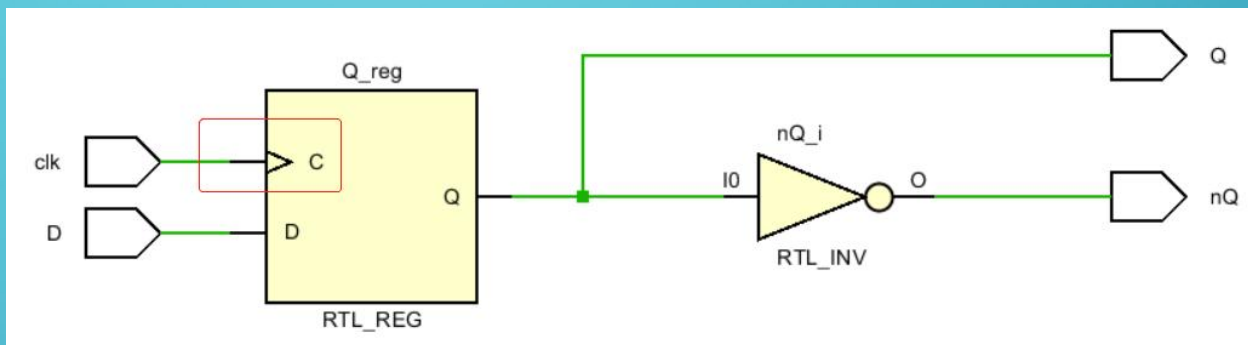 Q_reg
clk
C
D
D
Q
RTL_REG
nQ_i
I0
O
RTL_INV
Q
nQ